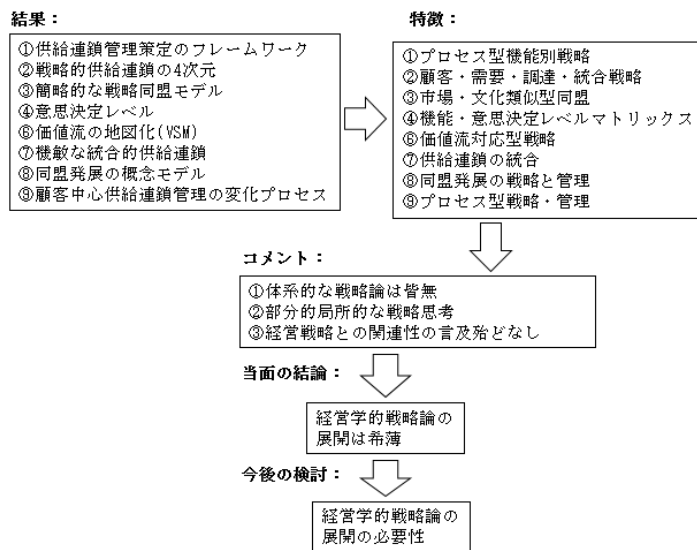 結果：
①供給連鎖管理策定のフレームワーク
②戦略的供給連鎖の4次元
③簡略的な戦略同盟モデル
④意思決定レベル
⑥価値流の地図化(VSM)
⑦機敏な統合的供給連鎖
⑧同盟発展の概念モデル
⑨顧客中心供給連鎖管理の変化プロセス
特徴：
①プロセス型機能別戦略
②顧客・需要・調達・統合戦略
③市場・文化類似型同盟
④機能・意思決定レベルマトリックス
⑥価値流対応型戦略
⑦供給連鎖の統合
⑧同盟発展の戦略と管理
⑨プロセス型戦略・管理
コメント：
①体系的な戦略論は皆無
②部分的局所的な戦略思考
③経営戦略との関連性の言及殆どなし
当面の結論：
経営学的戦略論の
展開は希薄
今後の検討：
経営学的戦略論の
展開の必要性